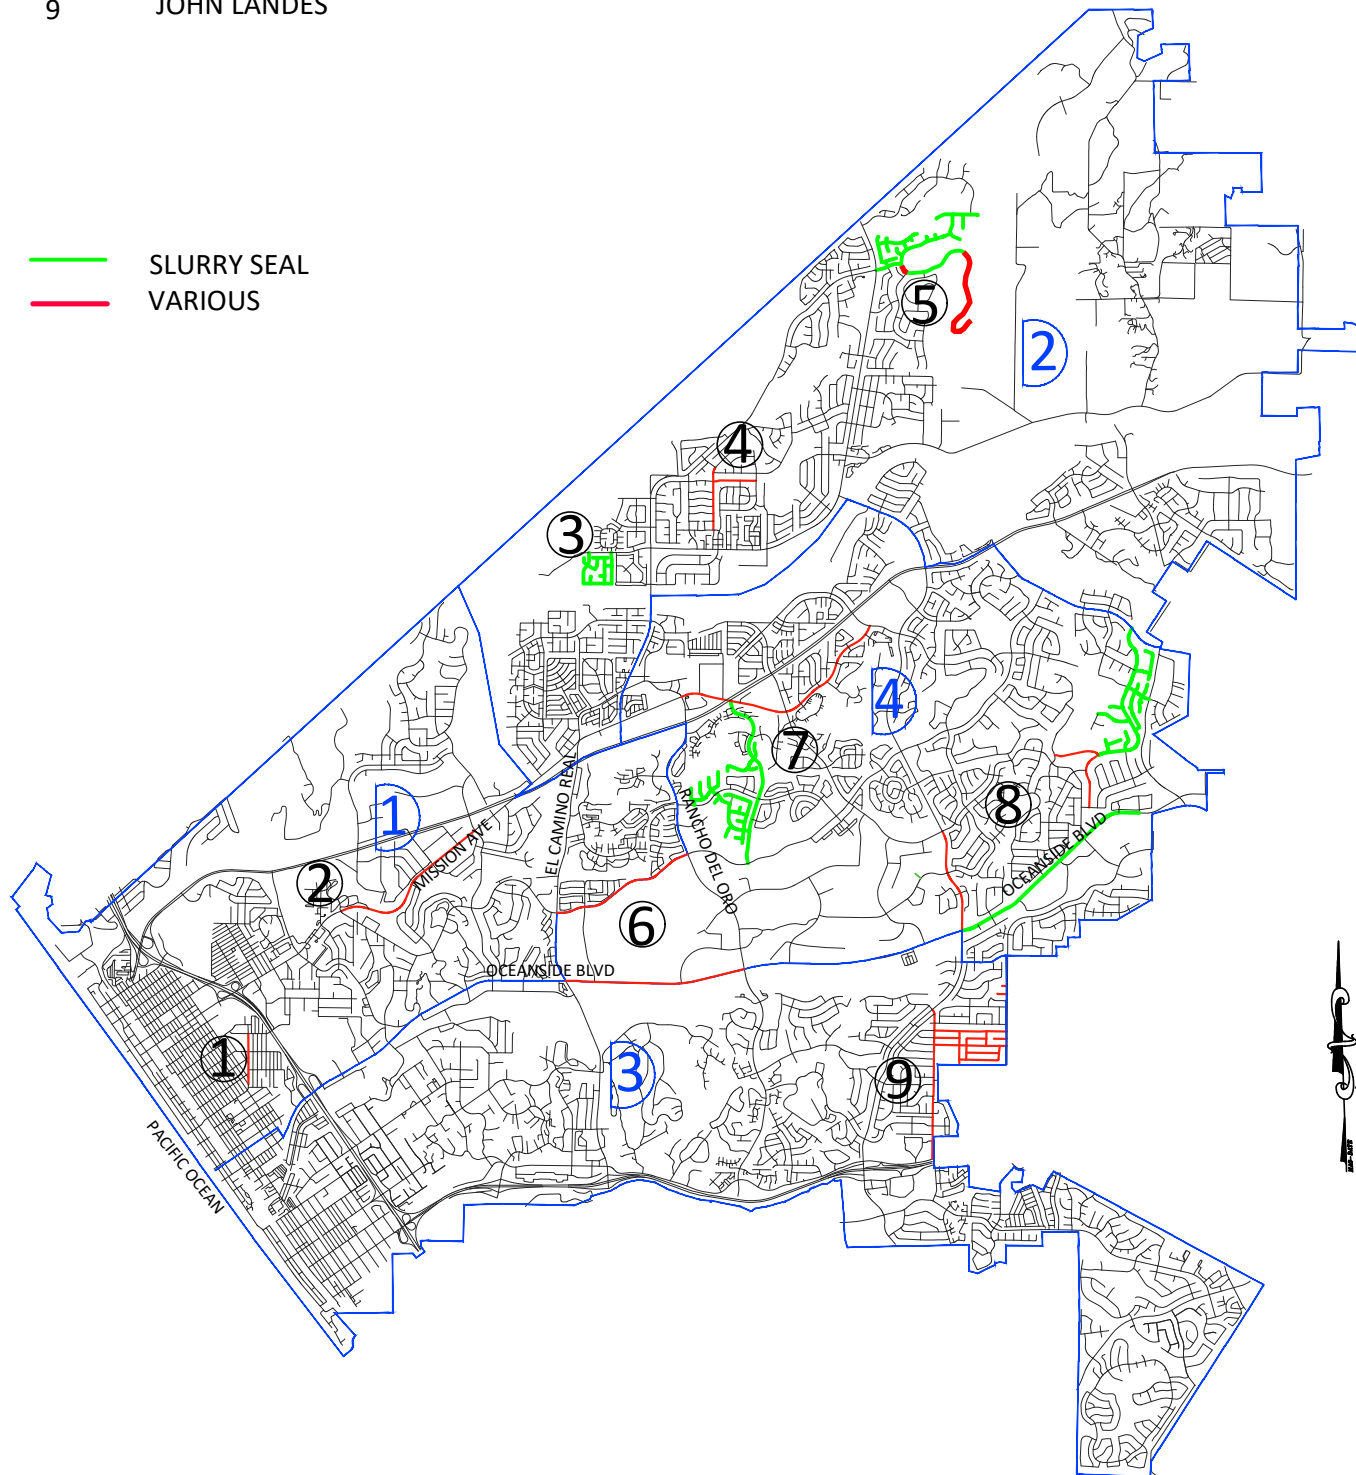 9 JOHN LANDES
SLURRY SEAL
VARIOUS
5
2
4
3
4
7
1
EL CAMINO REAL
RANCHO DEL ORO
MISSION AVE
8
OCEANSIDE BLVD
2
6
OCEANSIDE BLVD
1
3
9
PACIFIC OCEAN